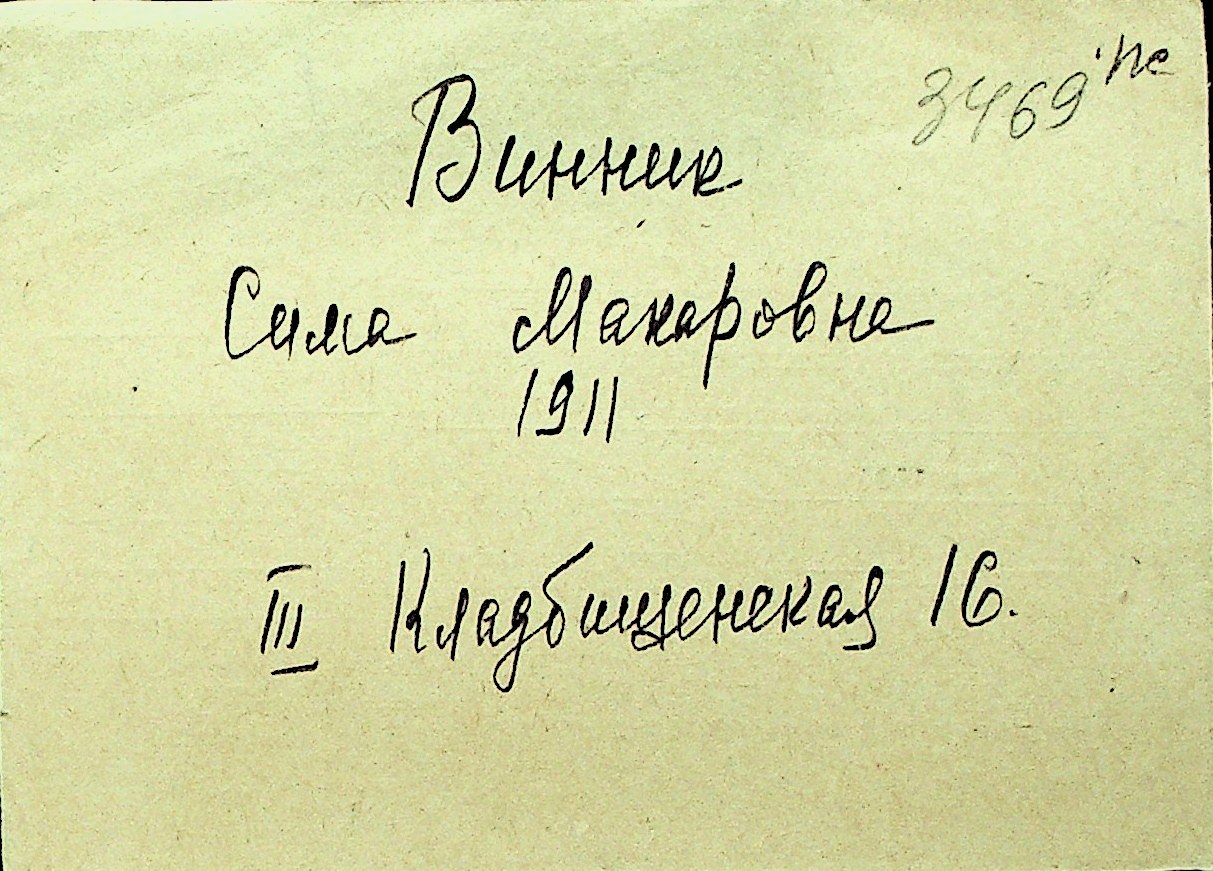 3469 пс
Винник
Сима Макаровна
1911
III Кладбищенская 16.